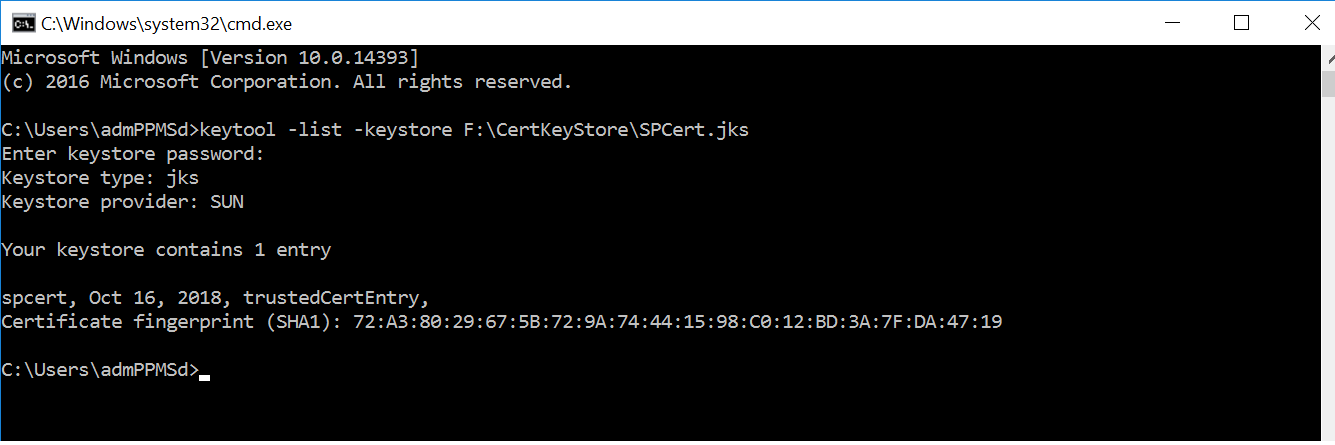 C:\Windows\system32\cmd.exe
Microsoft Windows [Version 10.0.14393]
(c) 2016 Microsoft Corporation. All rights reserved.
C:\Users\admPPMSd>keytool -list -keystore F:\CertKeyStore\SPCert.jks
Enter keystore password:
Keystore type: jks
Keystore provider: SUN
Your keystore contains 1 entry
spcert, Oct 16, 2018, trustedCertEntry,
Certificate fingerprint (SHA1): 72:A3:80:29:67:5B:72:9A:74:44:15:98:C0:12:BD:3A:7F:DA:47:19
C:\Users\admPPMSd>